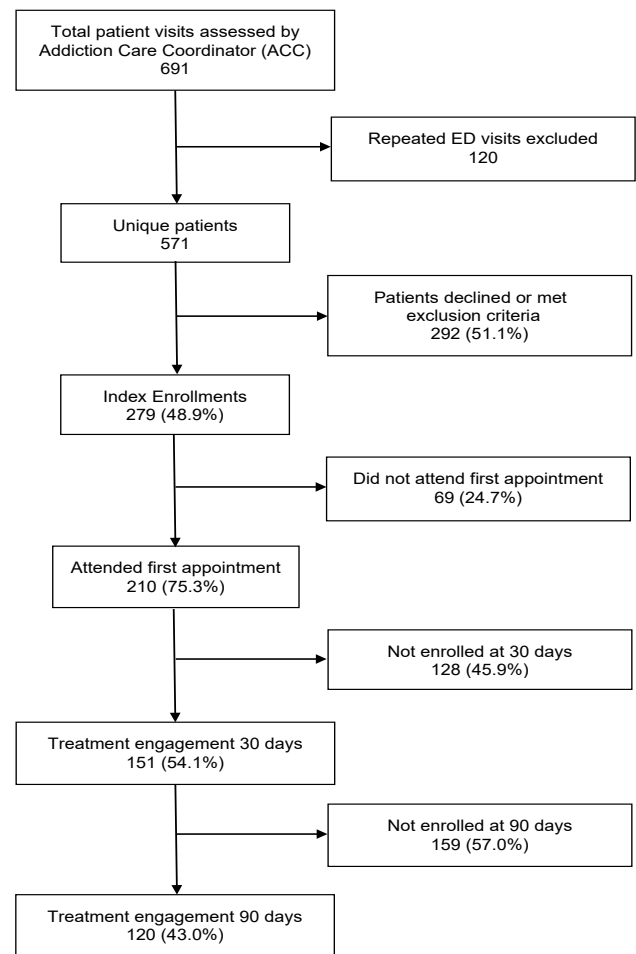 Total patient visits assessed by
Addiction Care Coordinator (ACC)
691
Repeated ED visits excluded
120
Unique patients
571
Patients declined or met
exclusion criteria
292 (51.1%)
Index Enrollments
279 (48.9%)
Did not attend first appointment
69 (24.7%)
Attended first appointment
210 (75.3%)
Not enrolled at 30 days
128 (45.9%)
Treatment engagement 30 days
151 (54.1%)
Not enrolled at 90 days
159 (57.0%)
Treatment engagement 90 days
120 (43.0%)